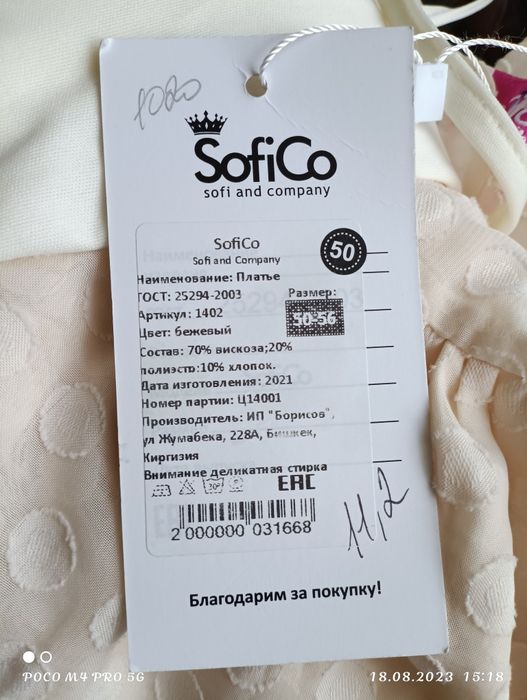 1020
SofiCo
sofi and company
SofiCo
Sofi and Company
50
Наименование: Платье
ГОСТ: 25294-2003
Размер:
Артикул: 1402
50-56
Цвет: бежевый
Состав: 70% вискоза;20%
полиэстр:10% хлопок.
Дата изготовления: 2021
Номер партии: Ц14001
Производитель: ИП "Борисов",
ул Жумабека, 228А, Бишкек,
Киргизия
Внимание деликатная стирка
30°
EAC
2 000000 031668
11,2
Благодарим за покупку!
POCO M4 PRO 5G
18.08.2023 15:18